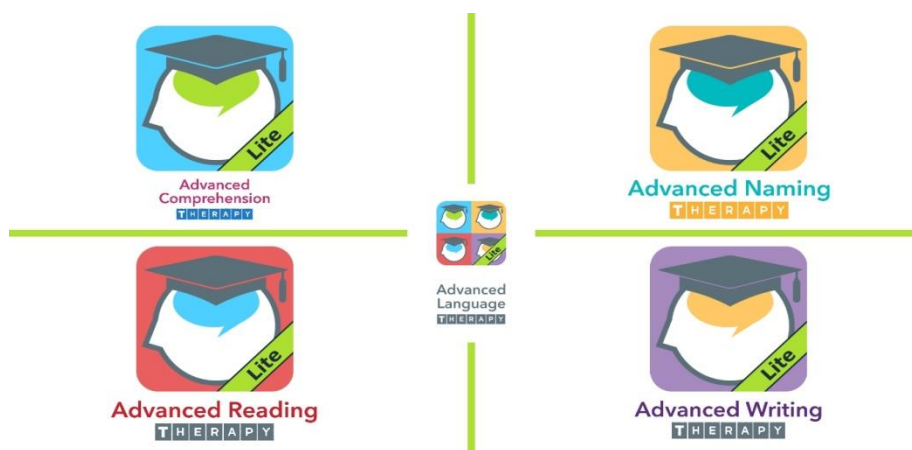 Lite
Advanced
Comprehension
THERAPY
Lite
Advanced Naming
THERAPY
Lite
Advanced
Language
THERAPY
Lite
Advanced Reading
THERAPY
Lite
Advanced Writing
THERAPY